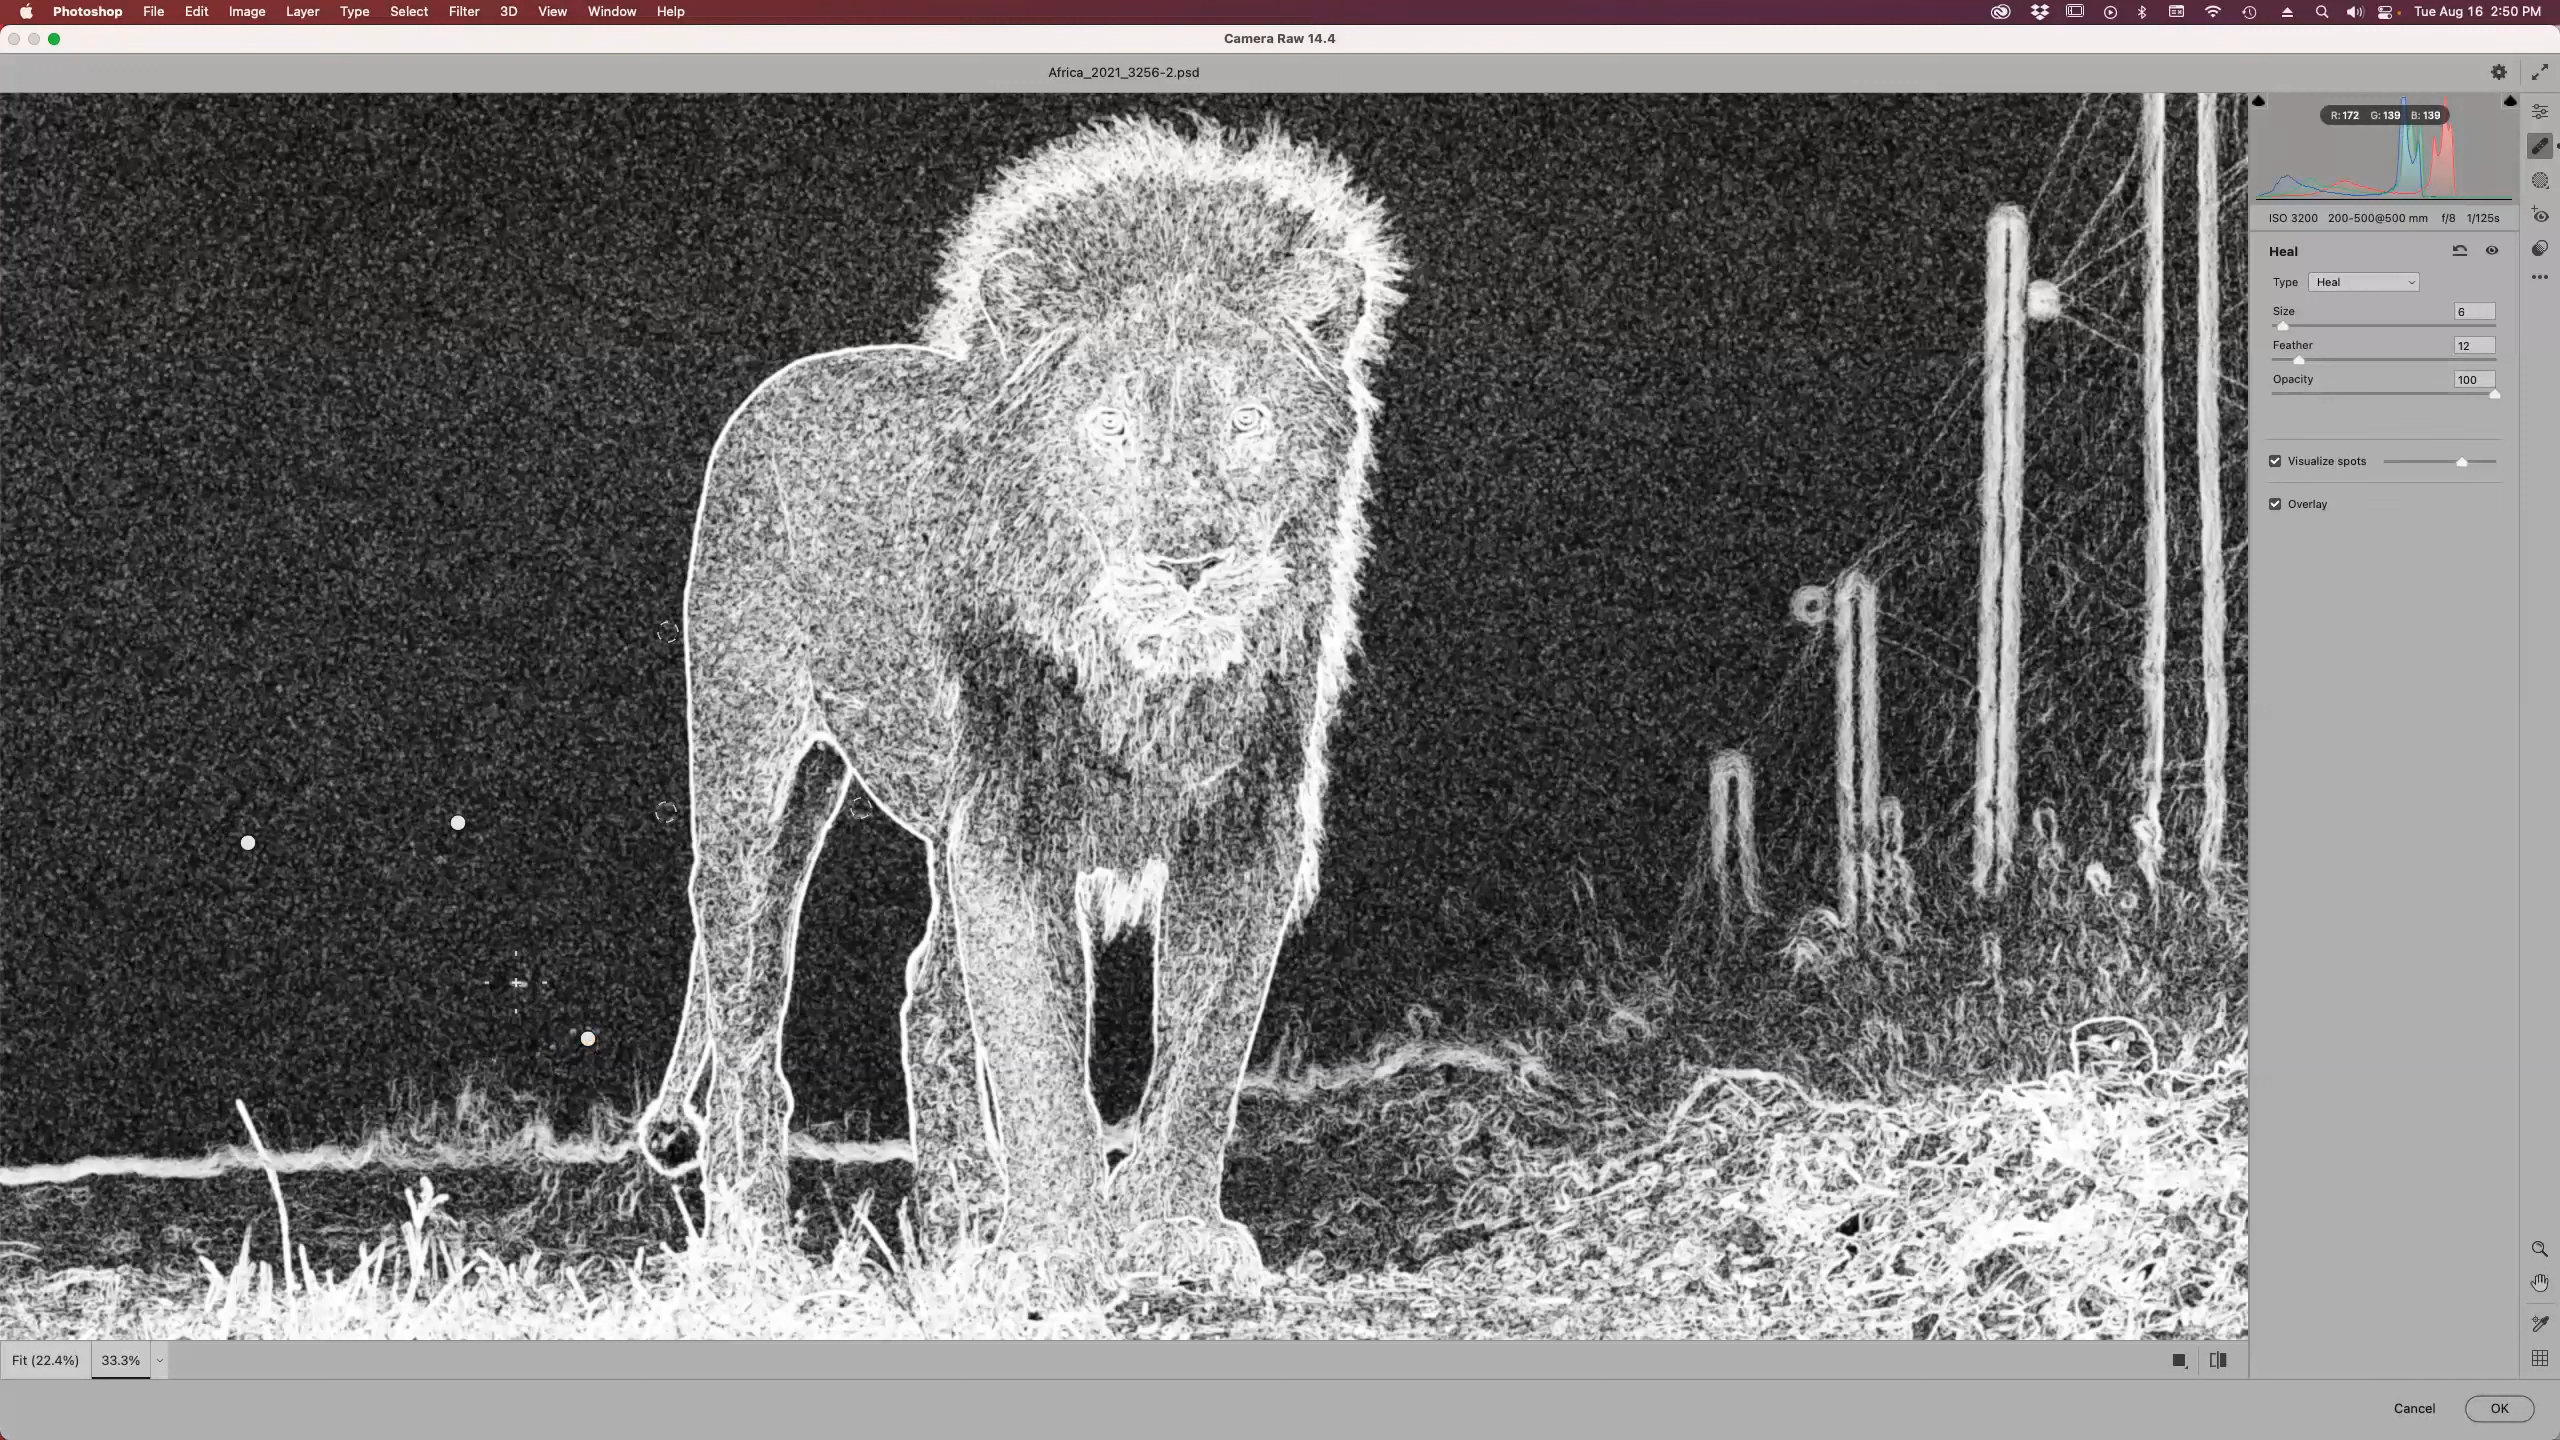 Photoshop File Edit Image Layer Type Select Filter 3D View Window Help Tue Aug 16 2:50 PM
Camera Raw 14.4
Africa_2021_3256-2.psd
R: 172 G: 139 B: 139
ISO 3200 200-500@500 mm f/8 1/125s
Heal
Type Heal
Size 6
Feather 12
Opacity 100
Visualize spots
Overlay
Fit (22.4%) 33.3%
Cancel OK